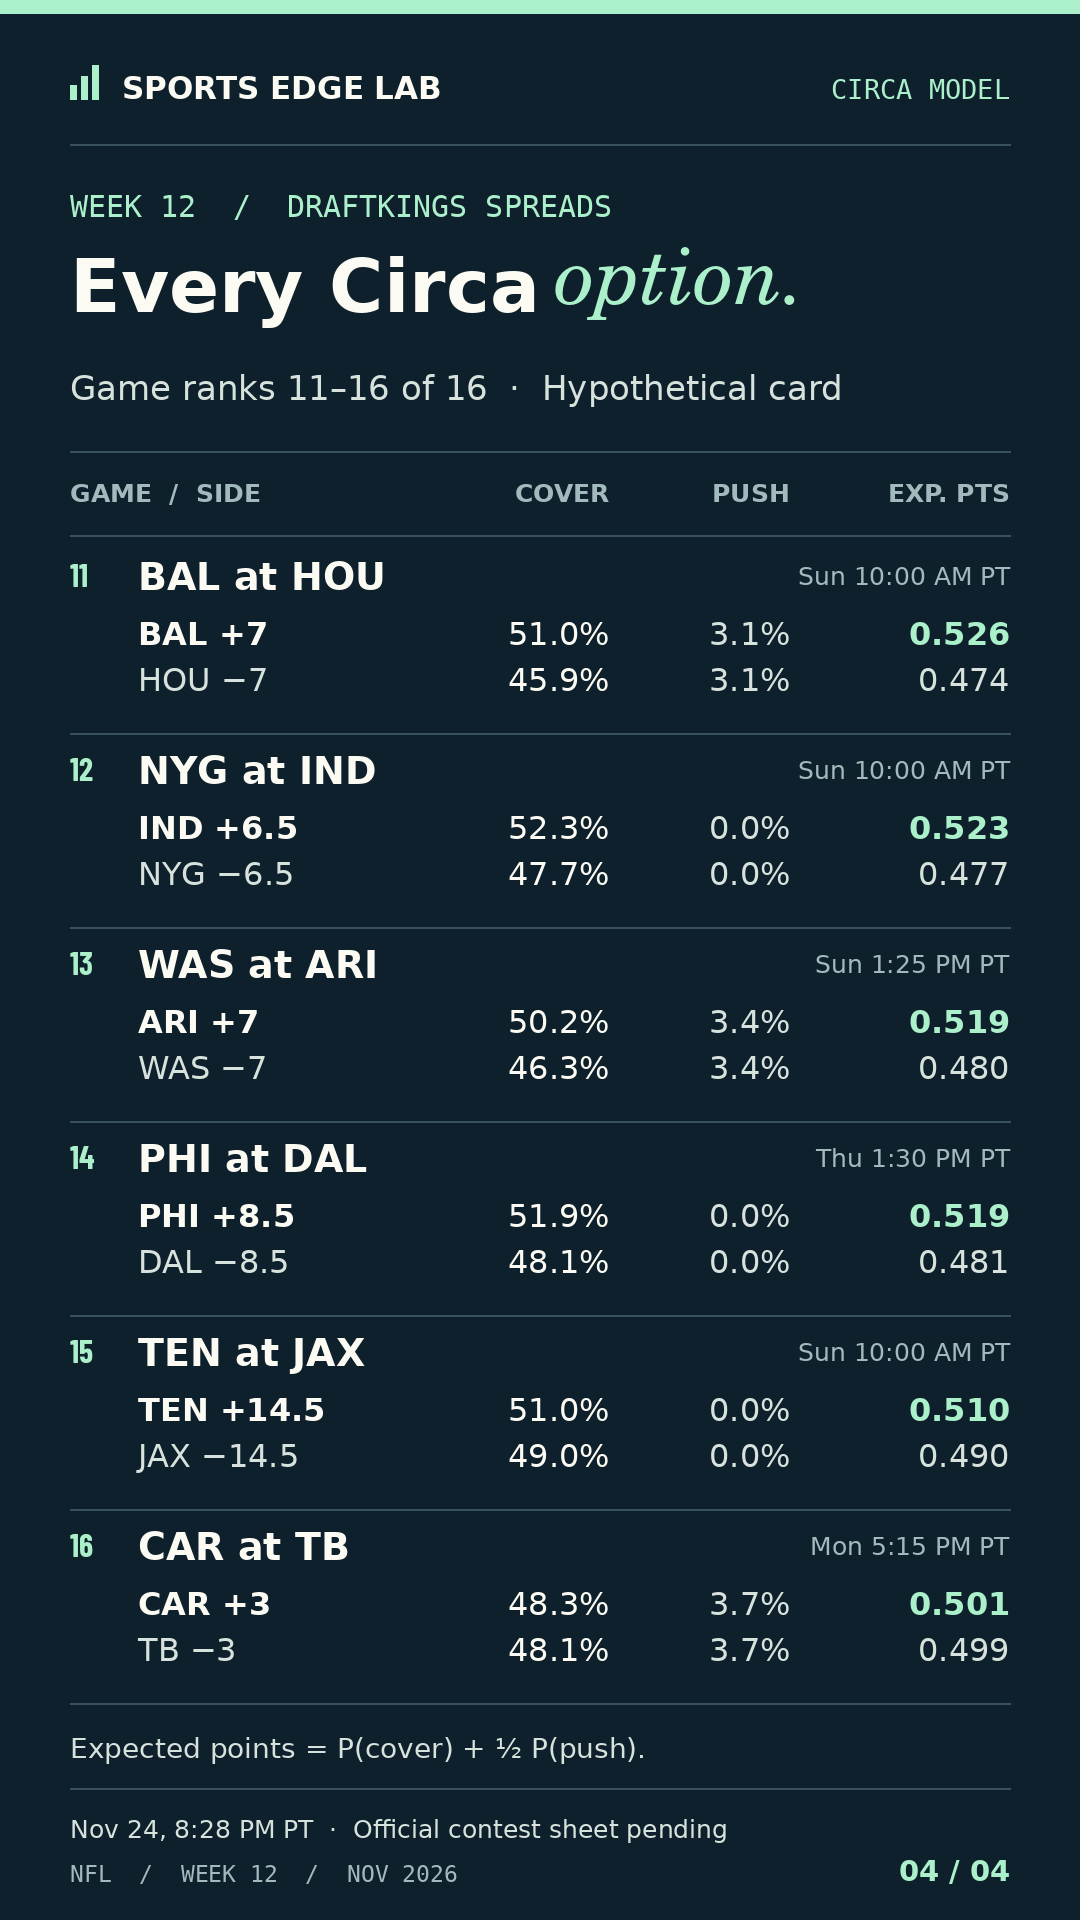 SPORTS EDGE LAB CIRCA MODEL
WEEK 12 / DRAFTKINGS SPREADS
Every Circa option.
Game ranks 11–16 of 16 · Hypothetical card
GAME / SIDE COVER PUSH EXP. PTS
11 BAL at HOU Sun 10:00 AM PT
BAL +7 51.0% 3.1% 0.526
HOU −7 45.9% 3.1% 0.474
12 NYG at IND Sun 10:00 AM PT
IND +6.5 52.3% 0.0% 0.523
NYG −6.5 47.7% 0.0% 0.477
13 WAS at ARI Sun 1:25 PM PT
ARI +7 50.2% 3.4% 0.519
WAS −7 46.3% 3.4% 0.480
14 PHI at DAL Thu 1:30 PM PT
PHI +8.5 51.9% 0.0% 0.519
DAL −8.5 48.1% 0.0% 0.481
15 TEN at JAX Sun 10:00 AM PT
TEN +14.5 51.0% 0.0% 0.510
JAX −14.5 49.0% 0.0% 0.490
16 CAR at TB Mon 5:15 PM PT
CAR +3 48.3% 3.7% 0.501
TB −3 48.1% 3.7% 0.499
Expected points = P(cover) + ½ P(push).
Nov 24, 8:28 PM PT · Official contest sheet pending
NFL / WEEK 12 / NOV 2026 04 / 04